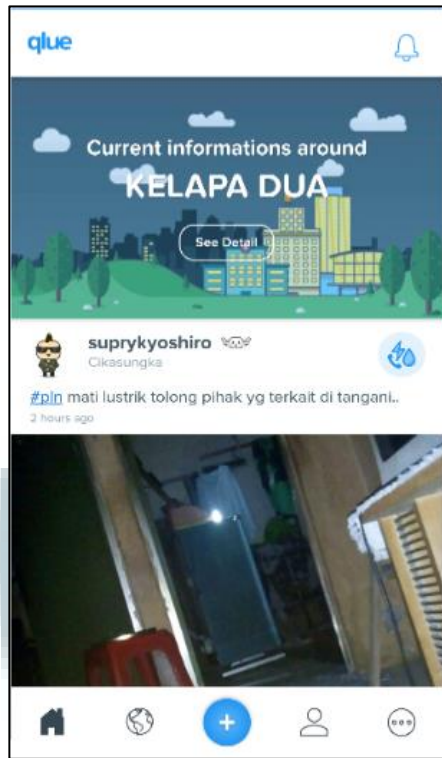 qlue
Current informations around
KELAPA DUA
See Detail
suprykyoshiro
Cikasungka
#pln mati lustrik tolong pihak yg terkait di tangani..
2 hours ago